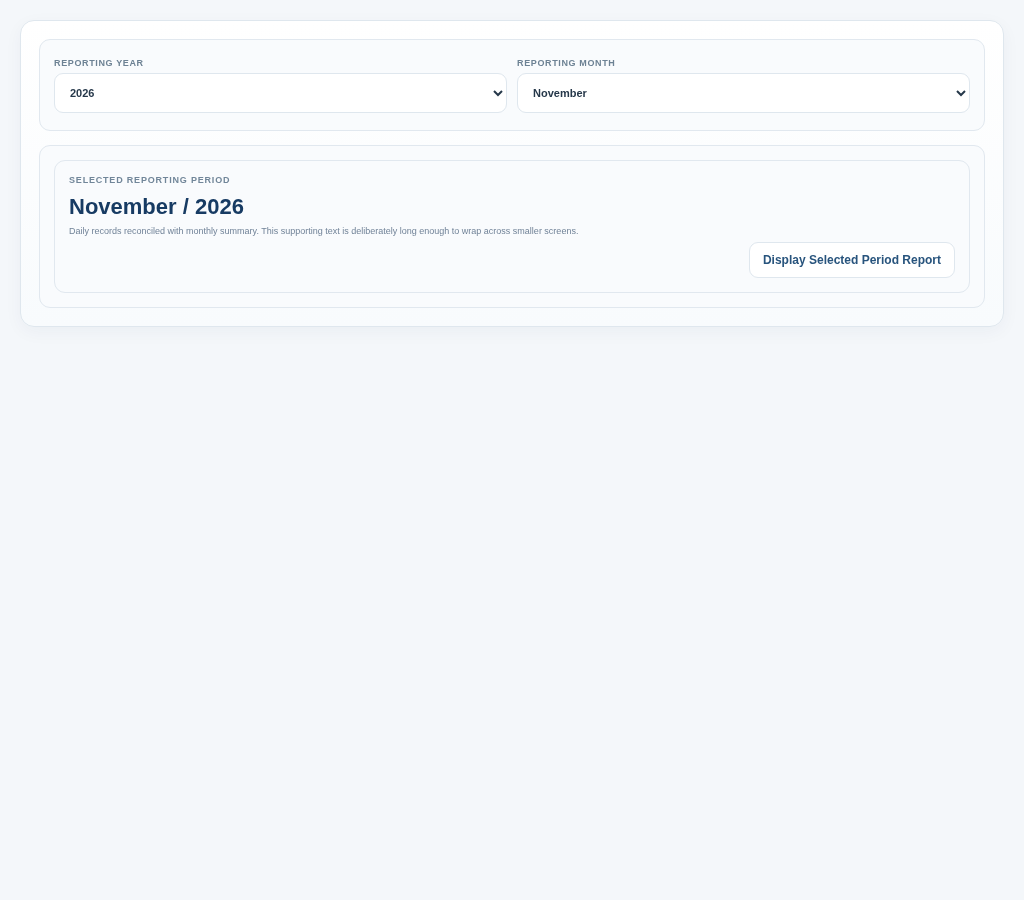 REPORTING YEAR
REPORTING MONTH
2026
November
SELECTED REPORTING PERIOD
November / 2026
Daily records reconciled with monthly summary. This supporting text is deliberately long enough to wrap across smaller screens.
Display Selected Period Report